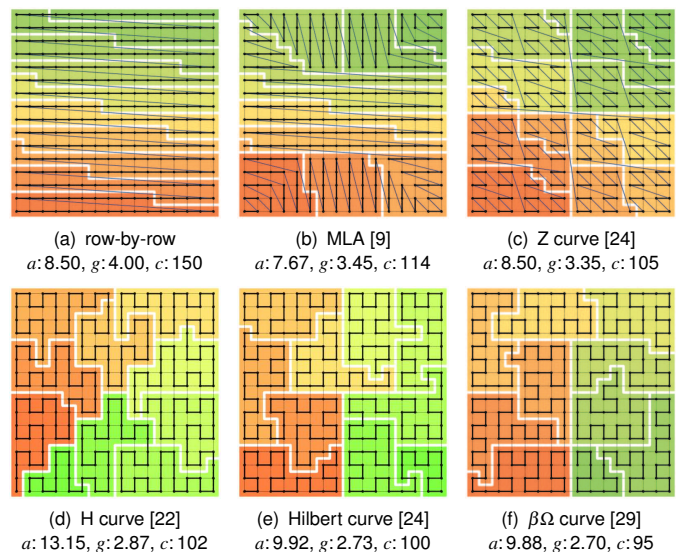 (a) row-by-row
a: 8.50, g: 4.00, c: 150
(b) MLA [9]
a: 7.67, g: 3.45, c: 114
(c) Z curve [24]
a: 8.50, g: 3.35, c: 105
(d) H curve [22]
a: 13.15, g: 2.87, c: 102
(e) Hilbert curve [24]
a: 9.92, g: 2.73, c: 100
(f) βΩ curve [29]
a: 9.88, g: 2.70, c: 95